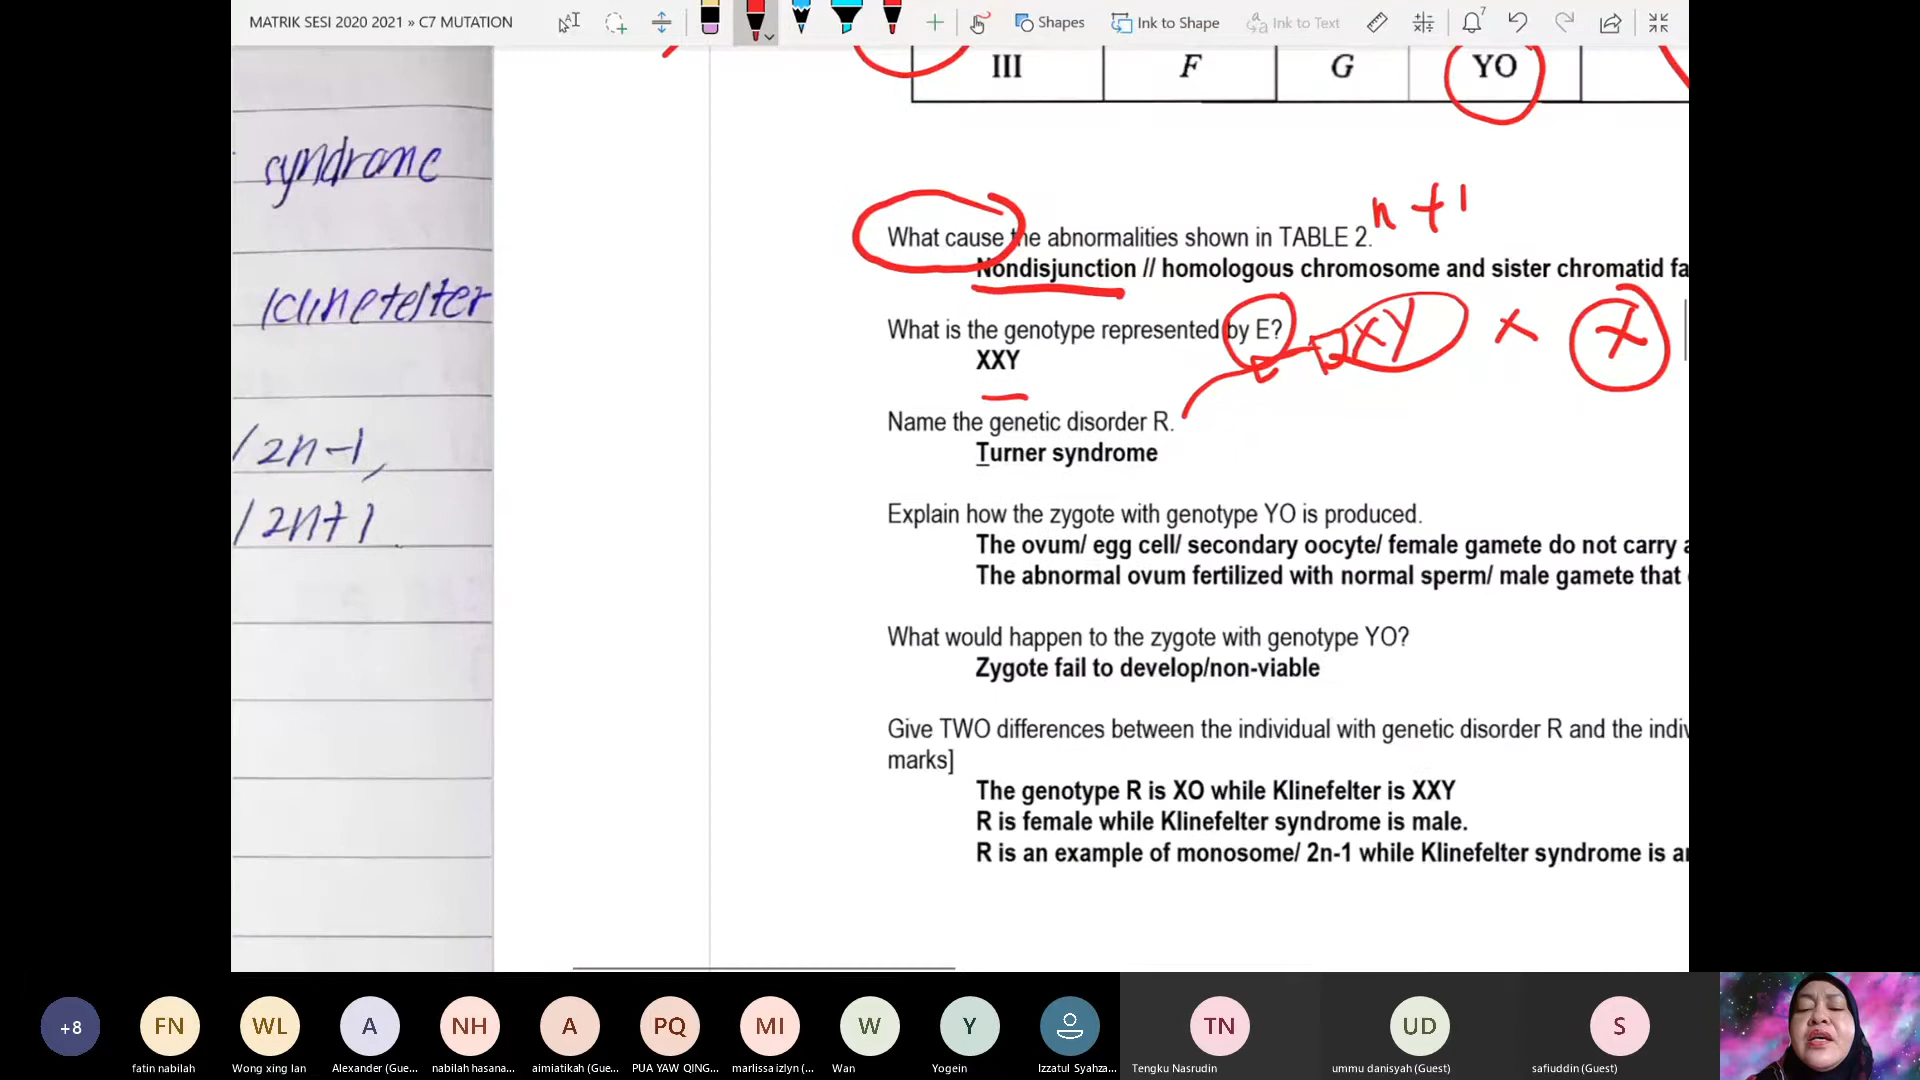 MATRIK SESI 2020 2021 » C7 MUTATION
Shapes
Ink to Shape
Ink to Text
7
III F G YO
syndrome
klinefelter
/ 2n-1,
/ 2n+1
n + 1
What cause the abnormalities shown in TABLE 2.
Nondisjunction // homologous chromosome and sister chromatid fa
What is the genotype represented by E?
XY × X
XXY
Name the genetic disorder R.
Turner syndrome
Explain how the zygote with genotype YO is produced.
The ovum/ egg cell/ secondary oocyte/ female gamete do not carry a
The abnormal ovum fertilized with normal sperm/ male gamete that
What would happen to the zygote with genotype YO?
Zygote fail to develop/non-viable
Give TWO differences between the individual with genetic disorder R and the indiv
marks]
The genotype R is XO while Klinefelter is XXY
R is female while Klinefelter syndrome is male.
R is an example of monosome/ 2n-1 while Klinefelter syndrome is a
+8 FN WL A NH A PQ MI W Y TN UD S
fatin nabilah Wong xing lan Alexander (Gue... nabilah hasana... aimiatikah (Gue... PUA YAW QING... marlissa izlyn (... Wan Yogein Izzatul Syahza... Tengku Nasrudin ummu danisyah (Guest) safiuddin (Guest)